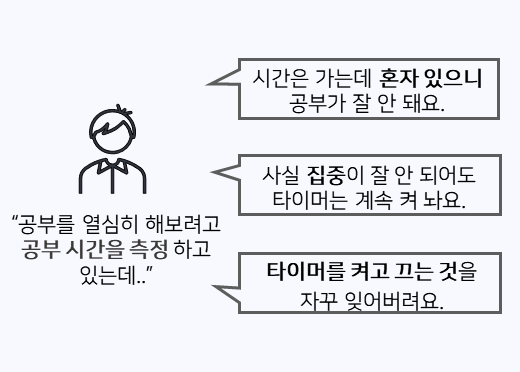 시간은 가는데 혼자 있으니
공부가 잘 안 돼요.
사실 집중이 잘 안 되어도
타이머는 계속 켜 놔요.
“공부를 열심히 해보려고
공부 시간을 측정 하고
있는데..”
타이머를 켜고 끄는 것을
자꾸 잊어버려요.